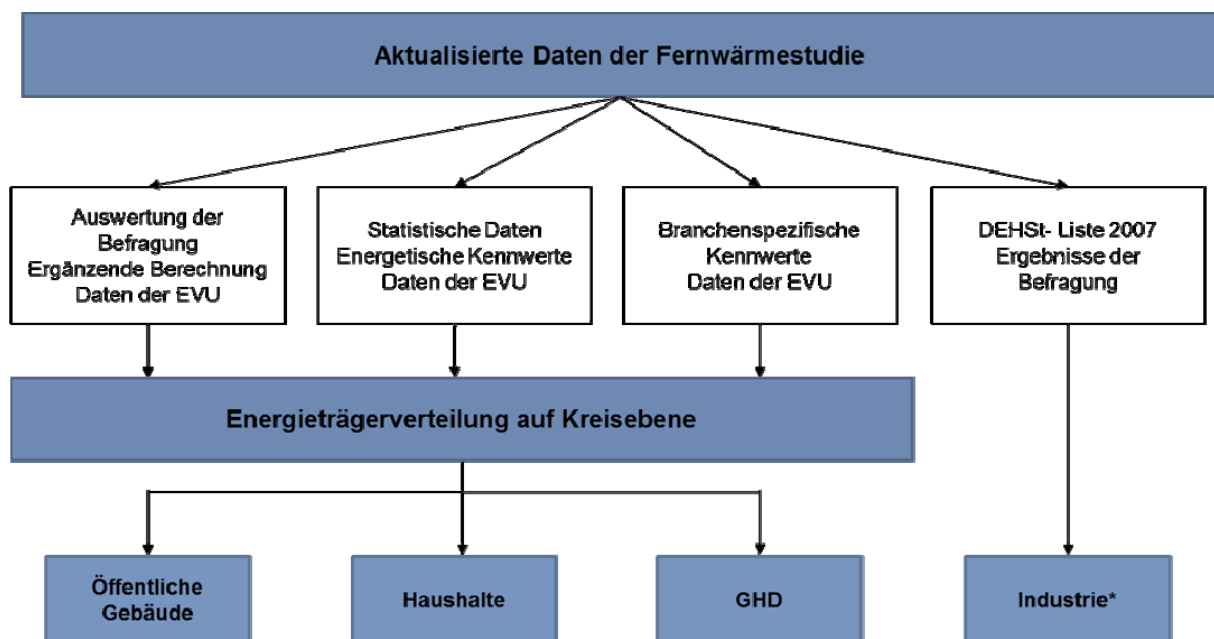 Aktualisierte Daten der Fernwärmestudie
Auswertung der
Befragung
Ergänzende Berechnung
Daten der EVU
Statistische Daten
Energetische Kennwerte
Daten der EVU
Branchenspezifische
Kennwerte
Daten der EVU
DEHSt- Liste 2007
Ergebnisse der
Befragung
Energieträgerverteilung auf Kreisebene
Öffentliche
Gebäude
Haushalte
GHD
Industrie*